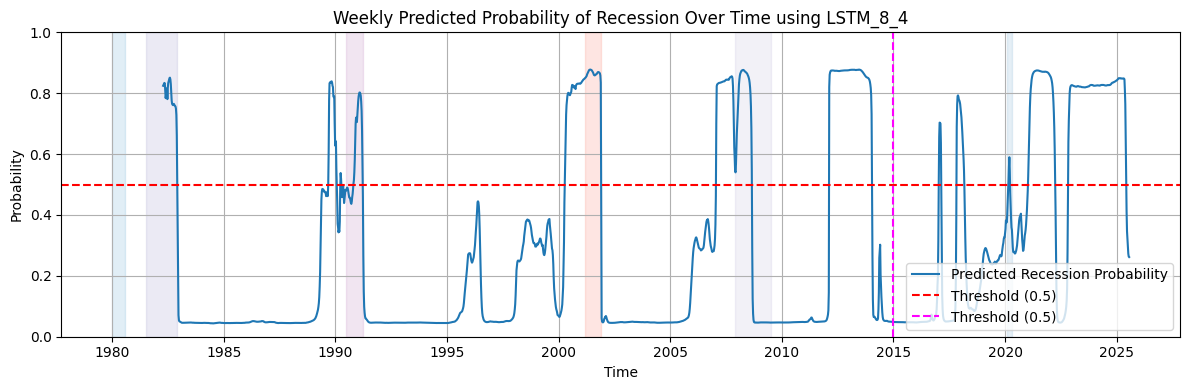 Weekly Predicted Probability of Recession Over Time using LSTM_8_4
Probability
1.0
0.8
0.6
0.4
0.2
0.0
Predicted Recession Probability
Threshold (0.5)
Threshold (0.5)
1980 1985 1990 1995 2000 2005 2010 2015 2020 2025
Time